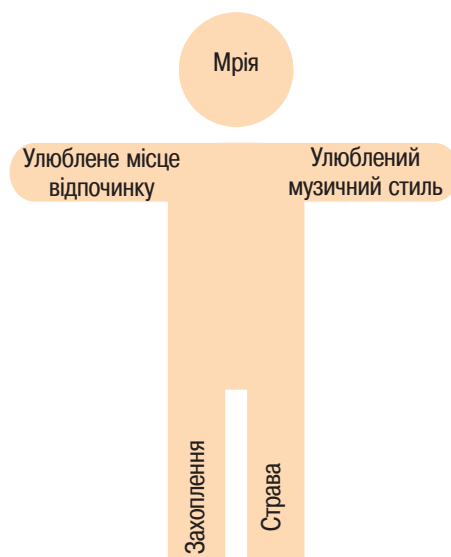 Мрія
Улюблене місце
відпочинку
Улюблений
музичний стиль
Захоплення
Страва